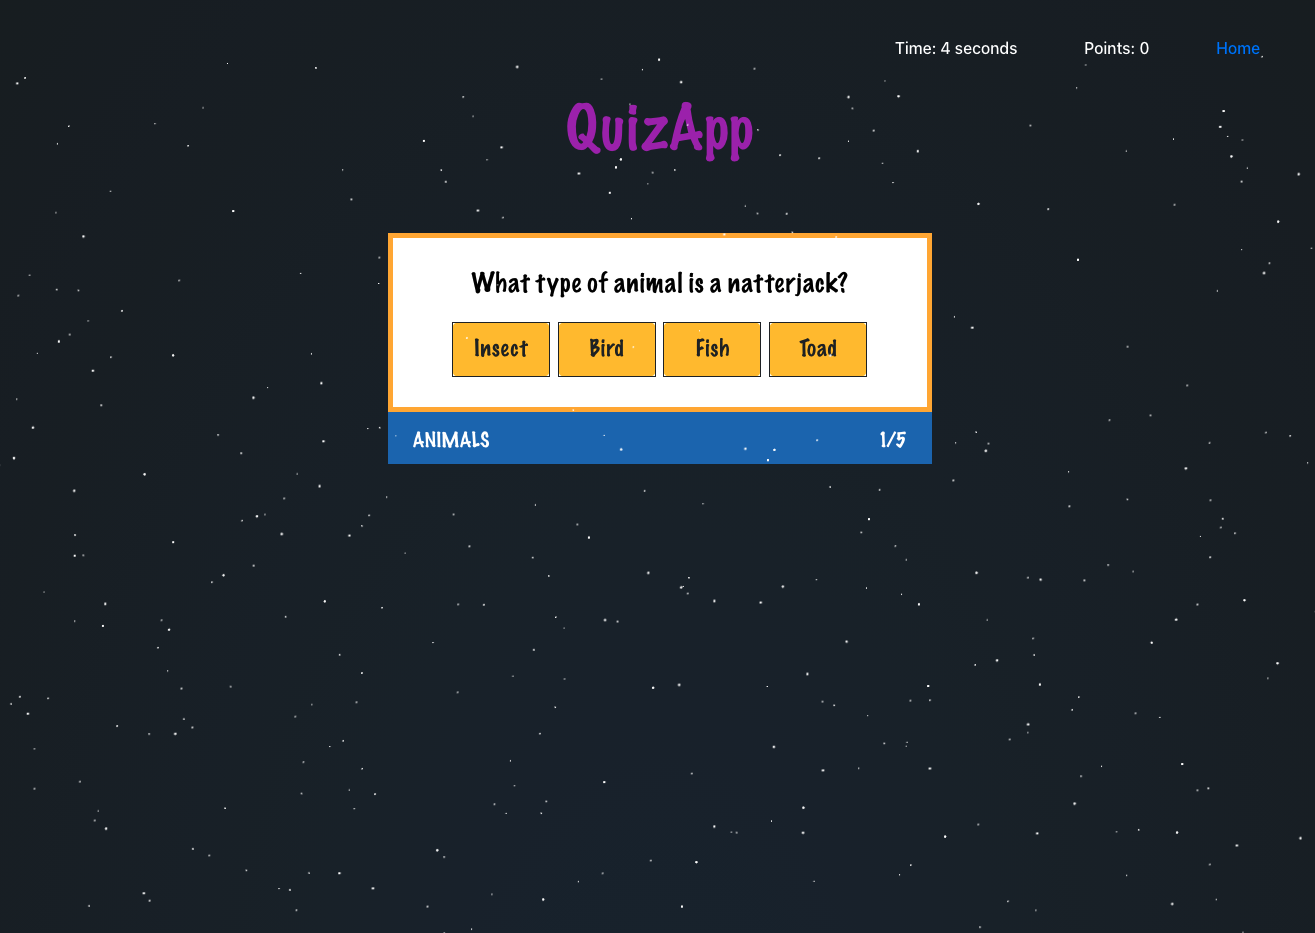 Time: 4 seconds Points: 0 Home
QuizApp
What type of animal is a natterjack?
Insect Bird Fish Toad
ANIMALS 1/5